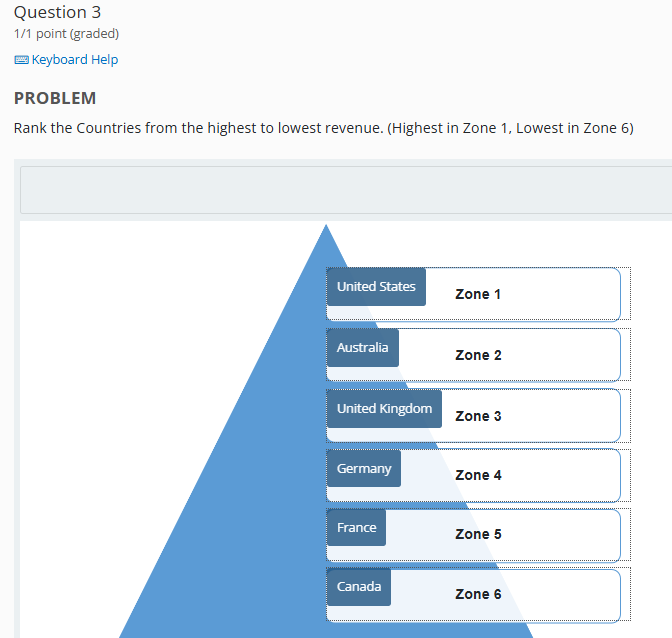 Question 3
1/1 point (graded)
Keyboard Help
PROBLEM
Rank the Countries from the highest to lowest revenue. (Highest in Zone 1, Lowest in Zone 6)
United States Zone 1
Australia Zone 2
United Kingdom Zone 3
Germany Zone 4
France Zone 5
Canada Zone 6